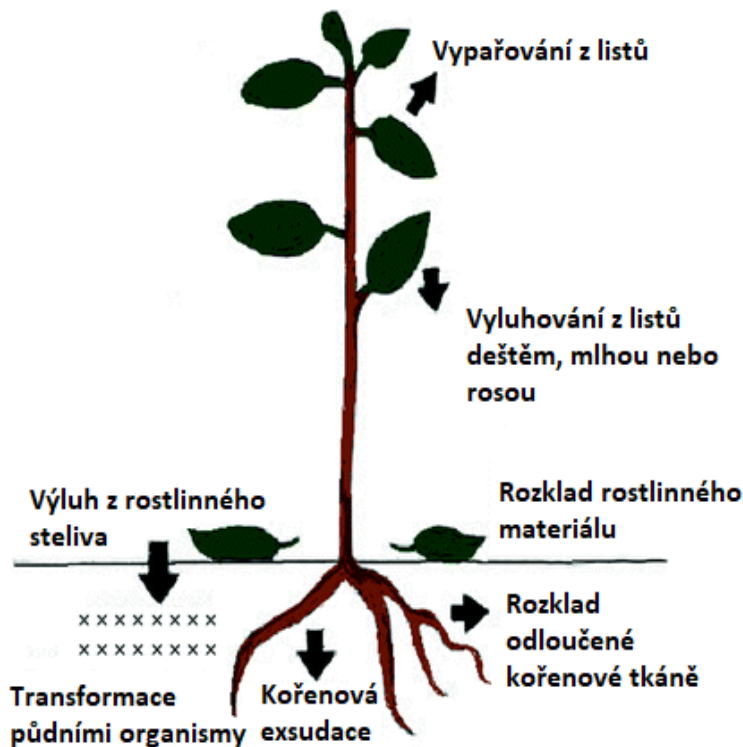 Vypařování z listů
Vyluhování z listů
deštěm, mlhou nebo
rosou
Výluh z rostlinného
steliva
Rozklad rostlinného
materiálu
Rozklad
odloučené
kořenové tkáně
× × × × × × × ×
× × × × × × × ×
Transformace
půdními organismy
Kořenová
exsudace